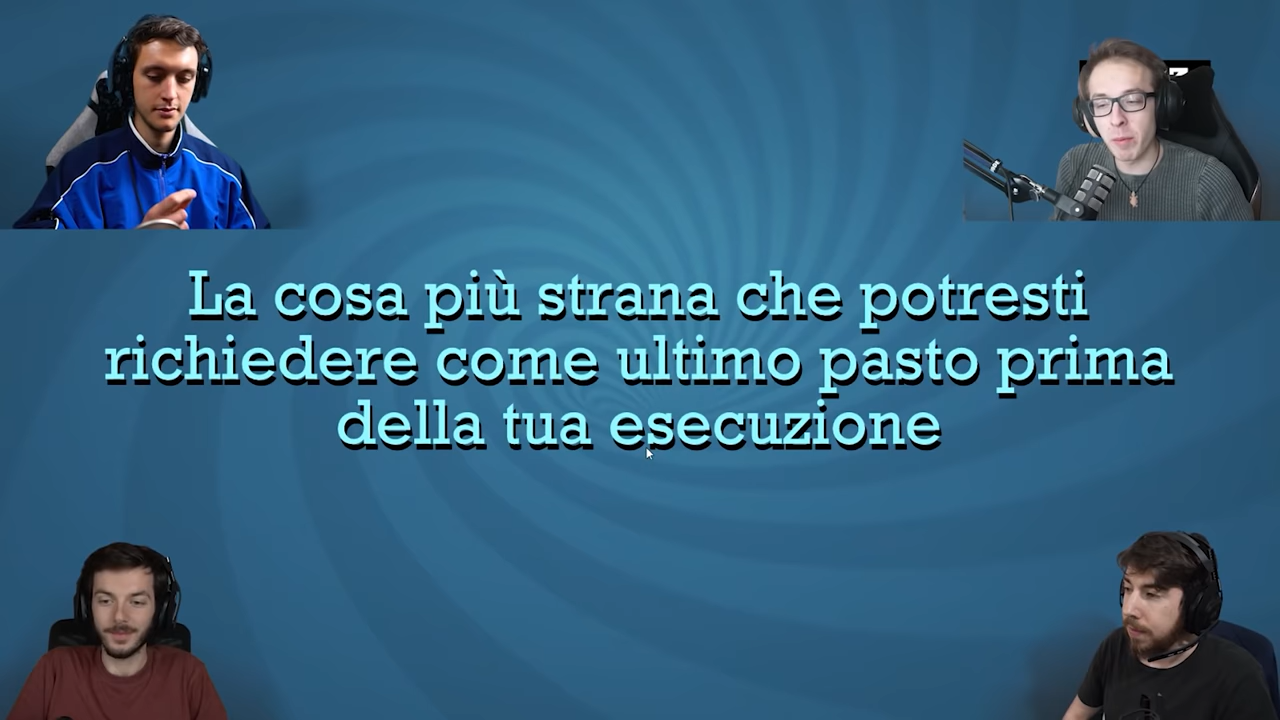 La cosa più strana che potresti
richiedere come ultimo pasto prima
della tua esecuzione